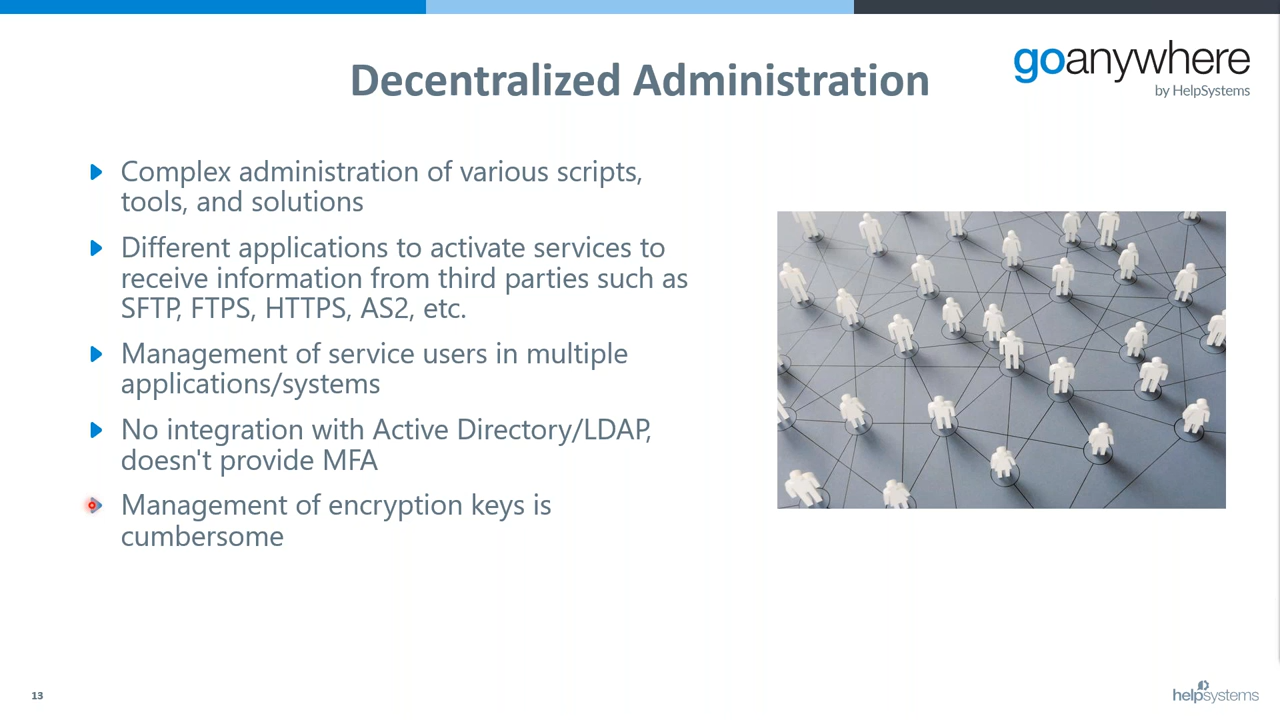 Decentralized Administration
goanywhere
by HelpSystems
Complex administration of various scripts,
tools, and solutions
Different applications to activate services to
receive information from third parties such as
SFTP, FTPS, HTTPS, AS2, etc.
Management of service users in multiple
applications/systems
No integration with Active Directory/LDAP,
doesn't provide MFA
Management of encryption keys is
cumbersome
13
helpsystems